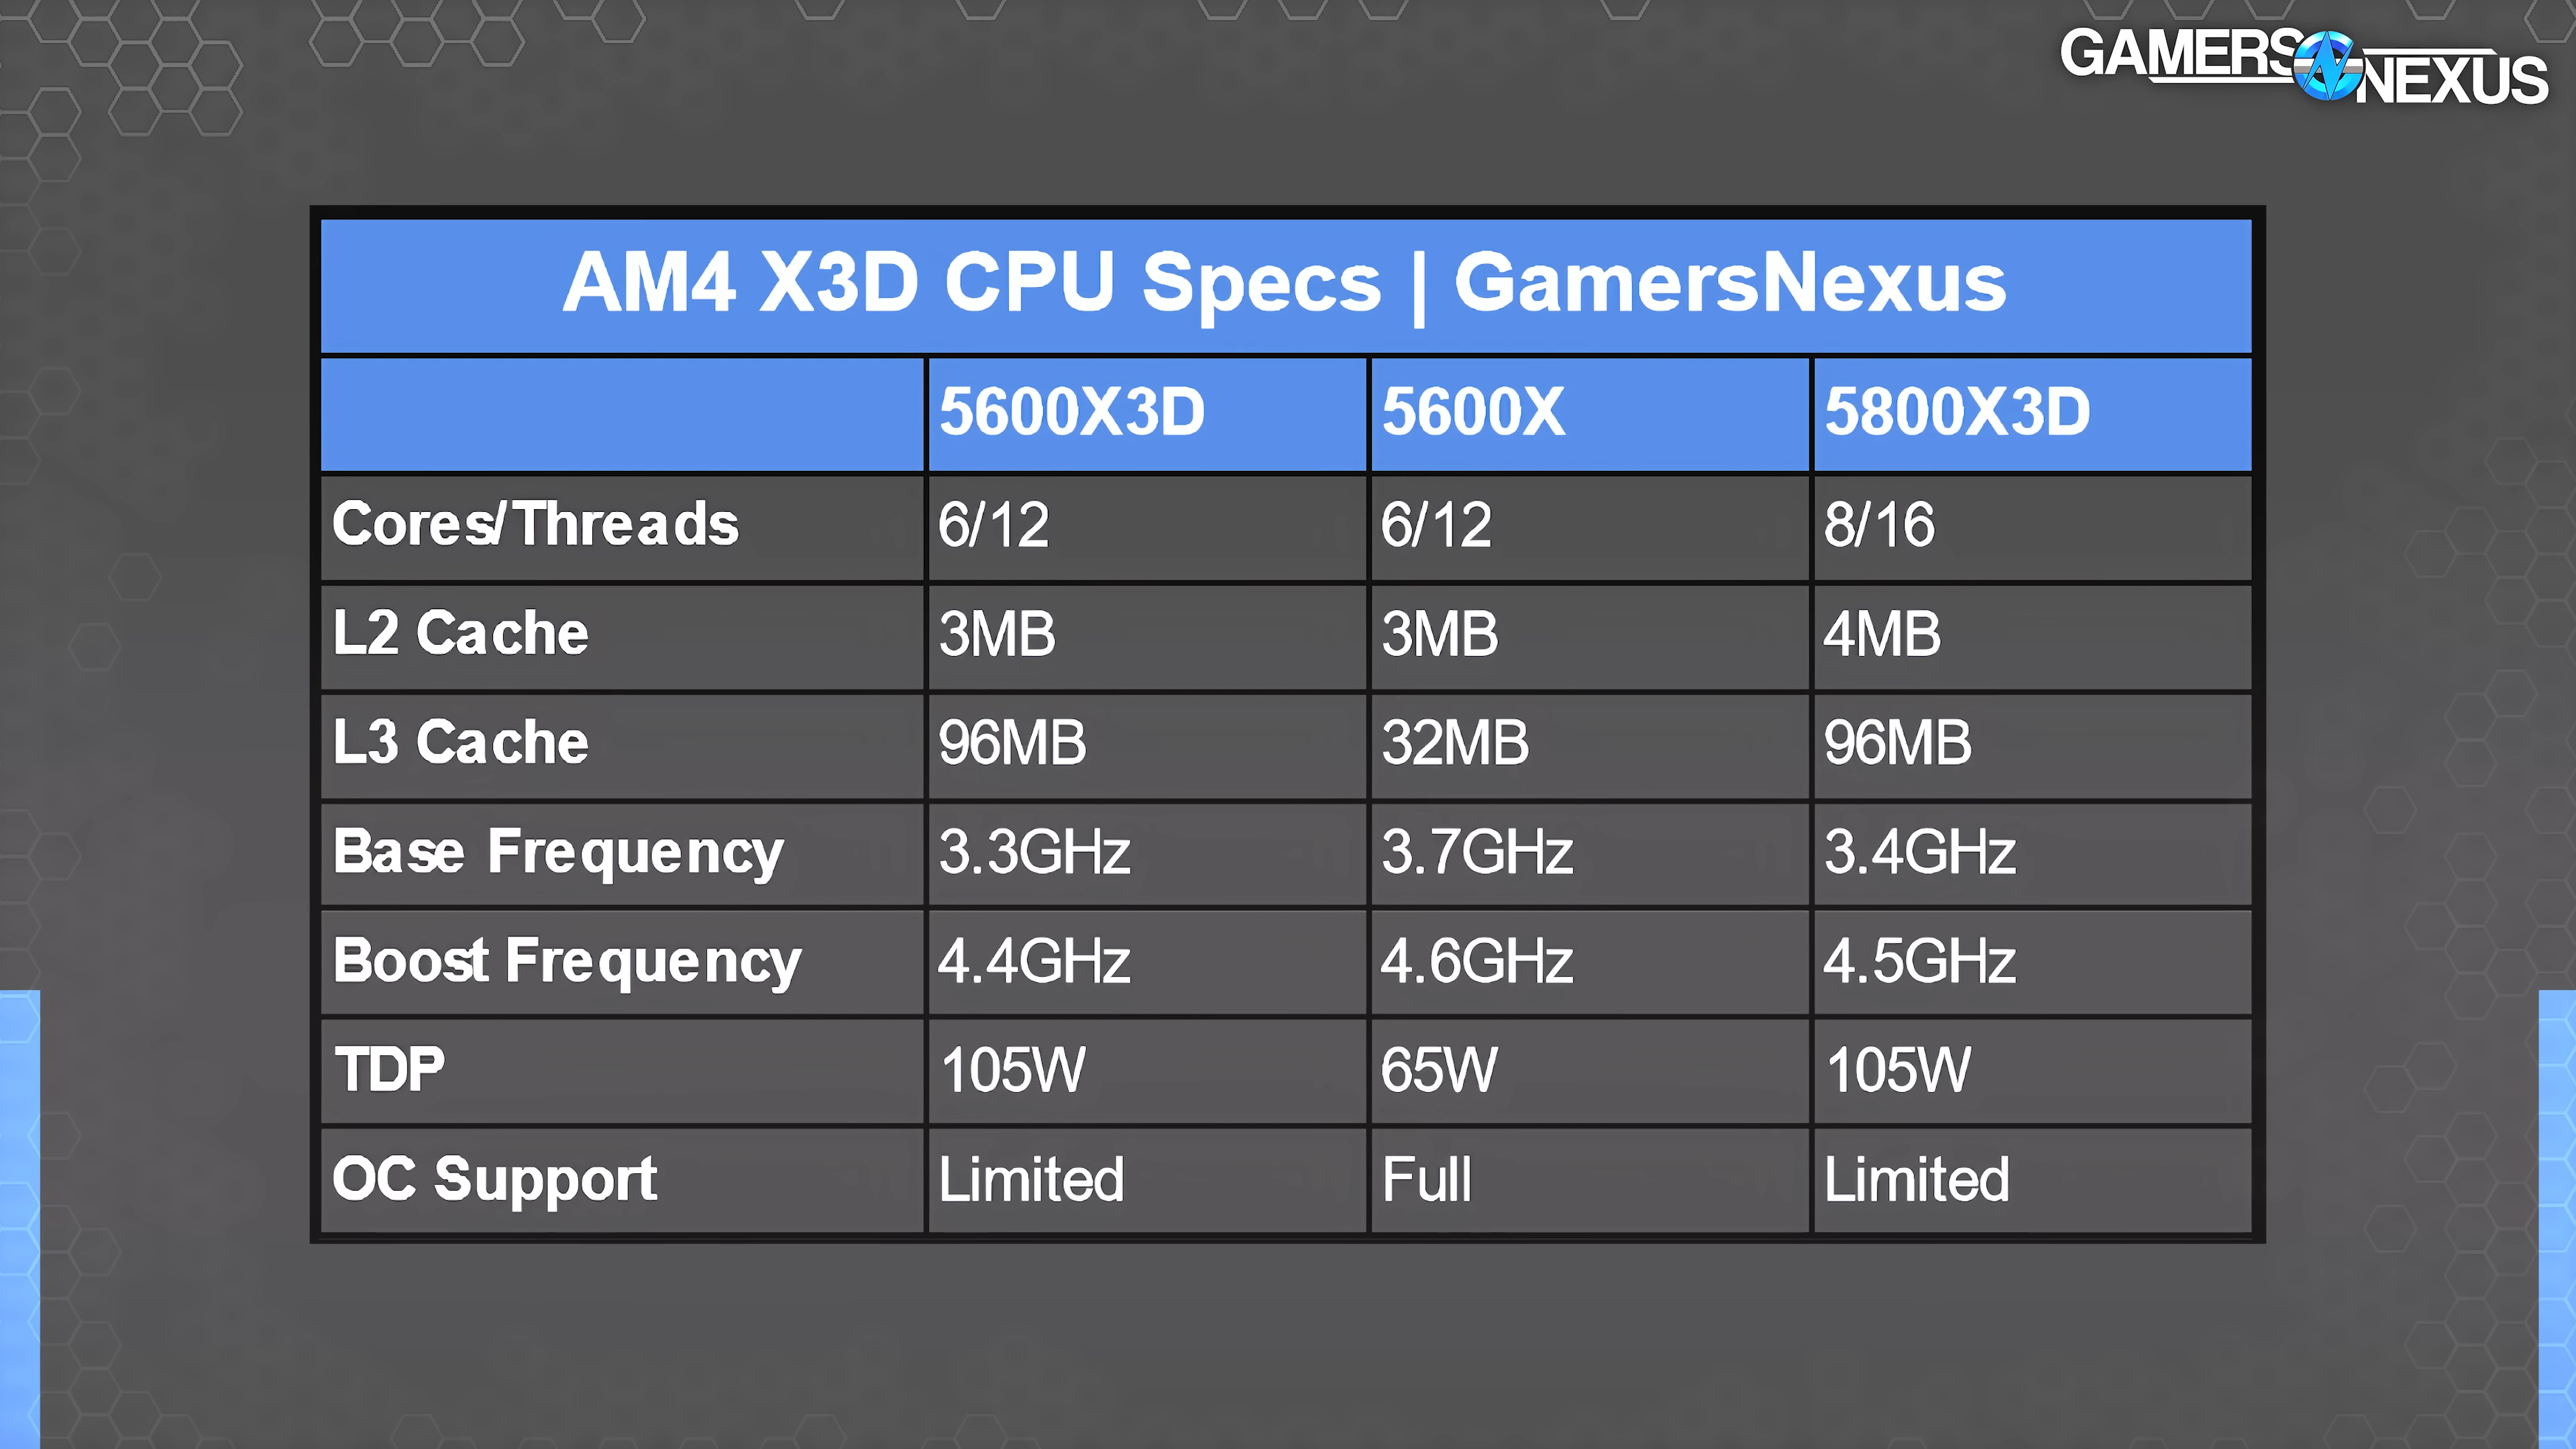 GAMERS NEXUS
AM4 X3D CPU Specs | GamersNexus
5600X3D 5600X 5800X3D
Cores/Threads 6/12 6/12 8/16
L2 Cache 3MB 3MB 4MB
L3 Cache 96MB 32MB 96MB
Base Frequency 3.3GHz 3.7GHz 3.4GHz
Boost Frequency 4.4GHz 4.6GHz 4.5GHz
TDP 105W 65W 105W
OC Support Limited Full Limited